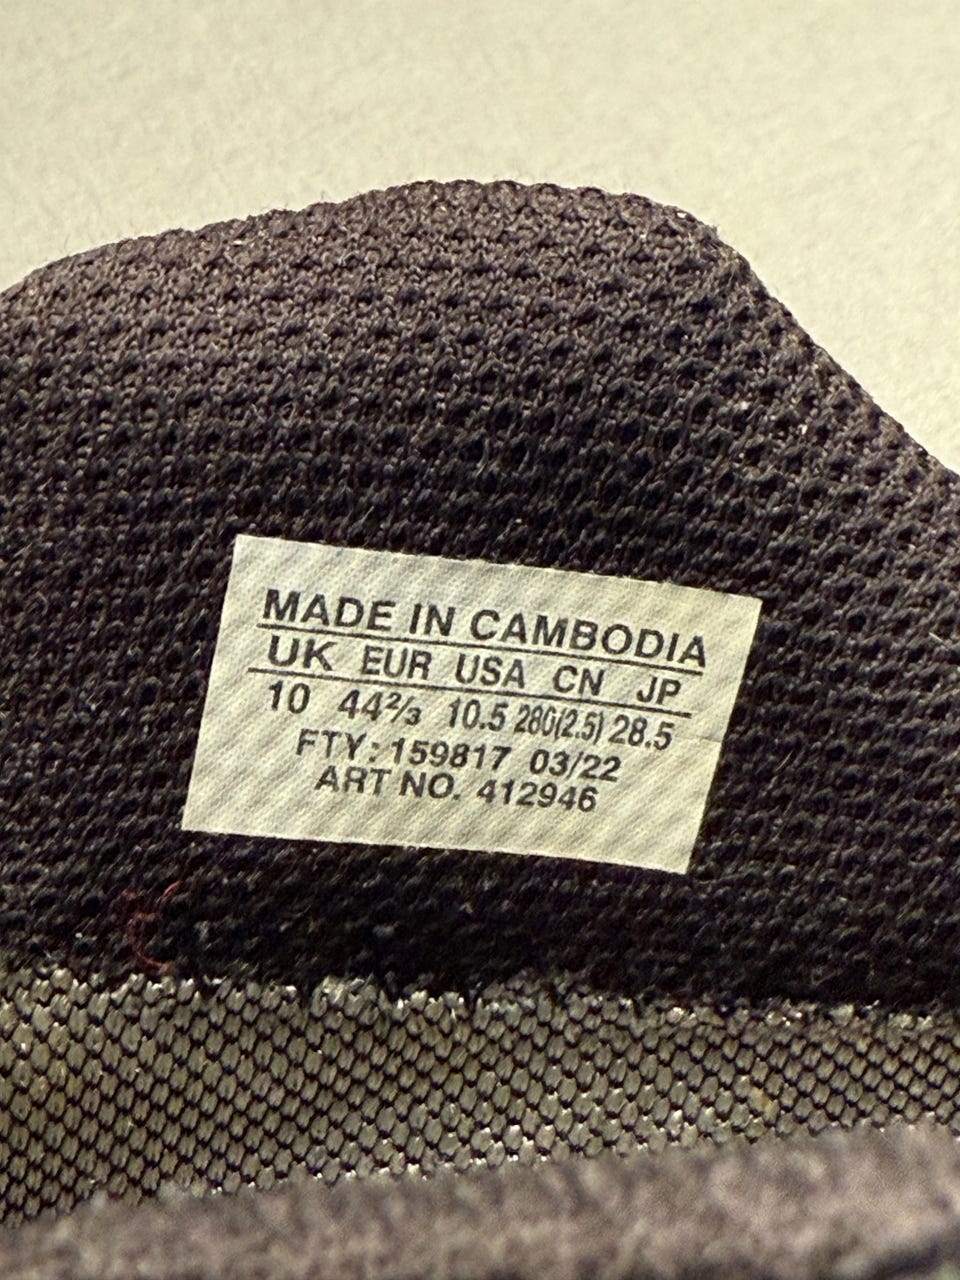 MADE IN CAMBODIA
UK EUR USA CN JP
10 44²/₃ 10.5 280(2.5) 28.5
FTY: 159817 03/22
ART NO. 412946